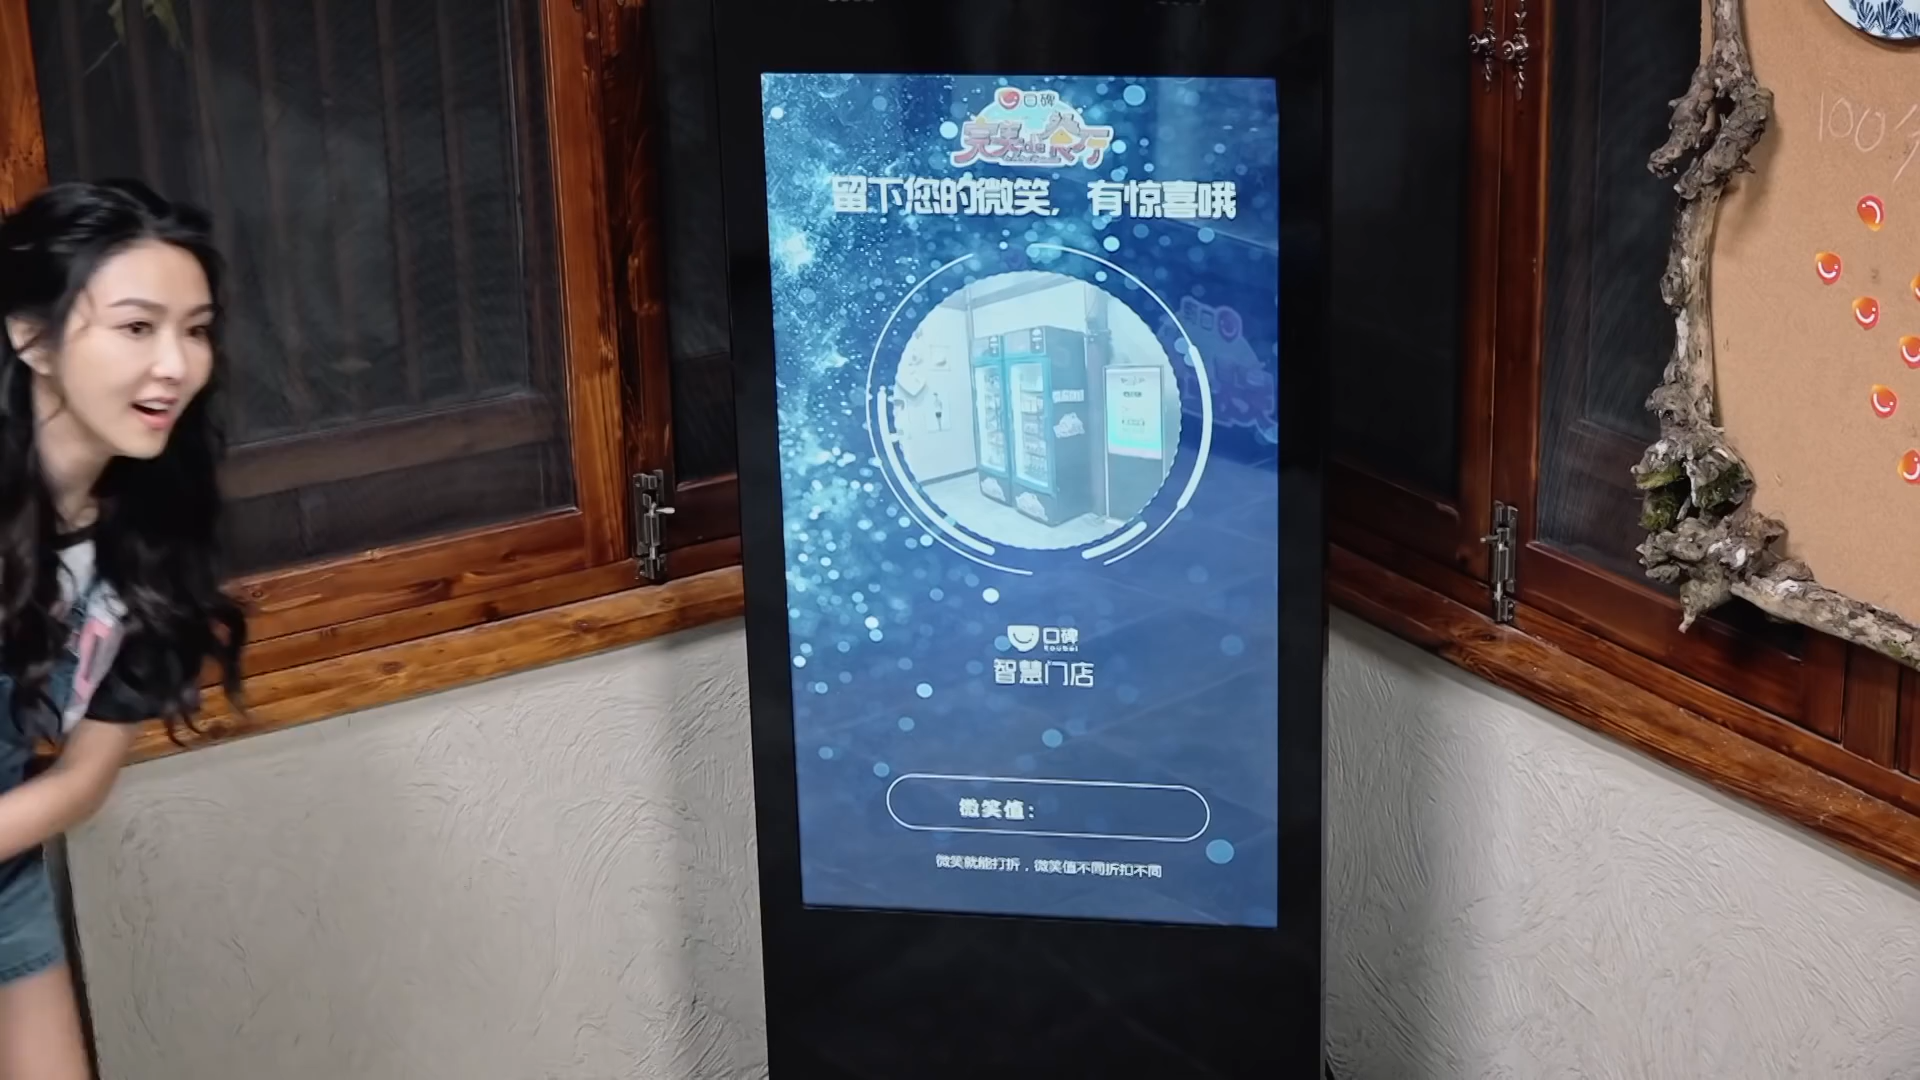 口碑
完美的餐厅
留下您的微笑,有惊喜哦
口碑
koubei
智慧门店
微笑值:
微笑就能打折,微笑值不同折扣不同
100